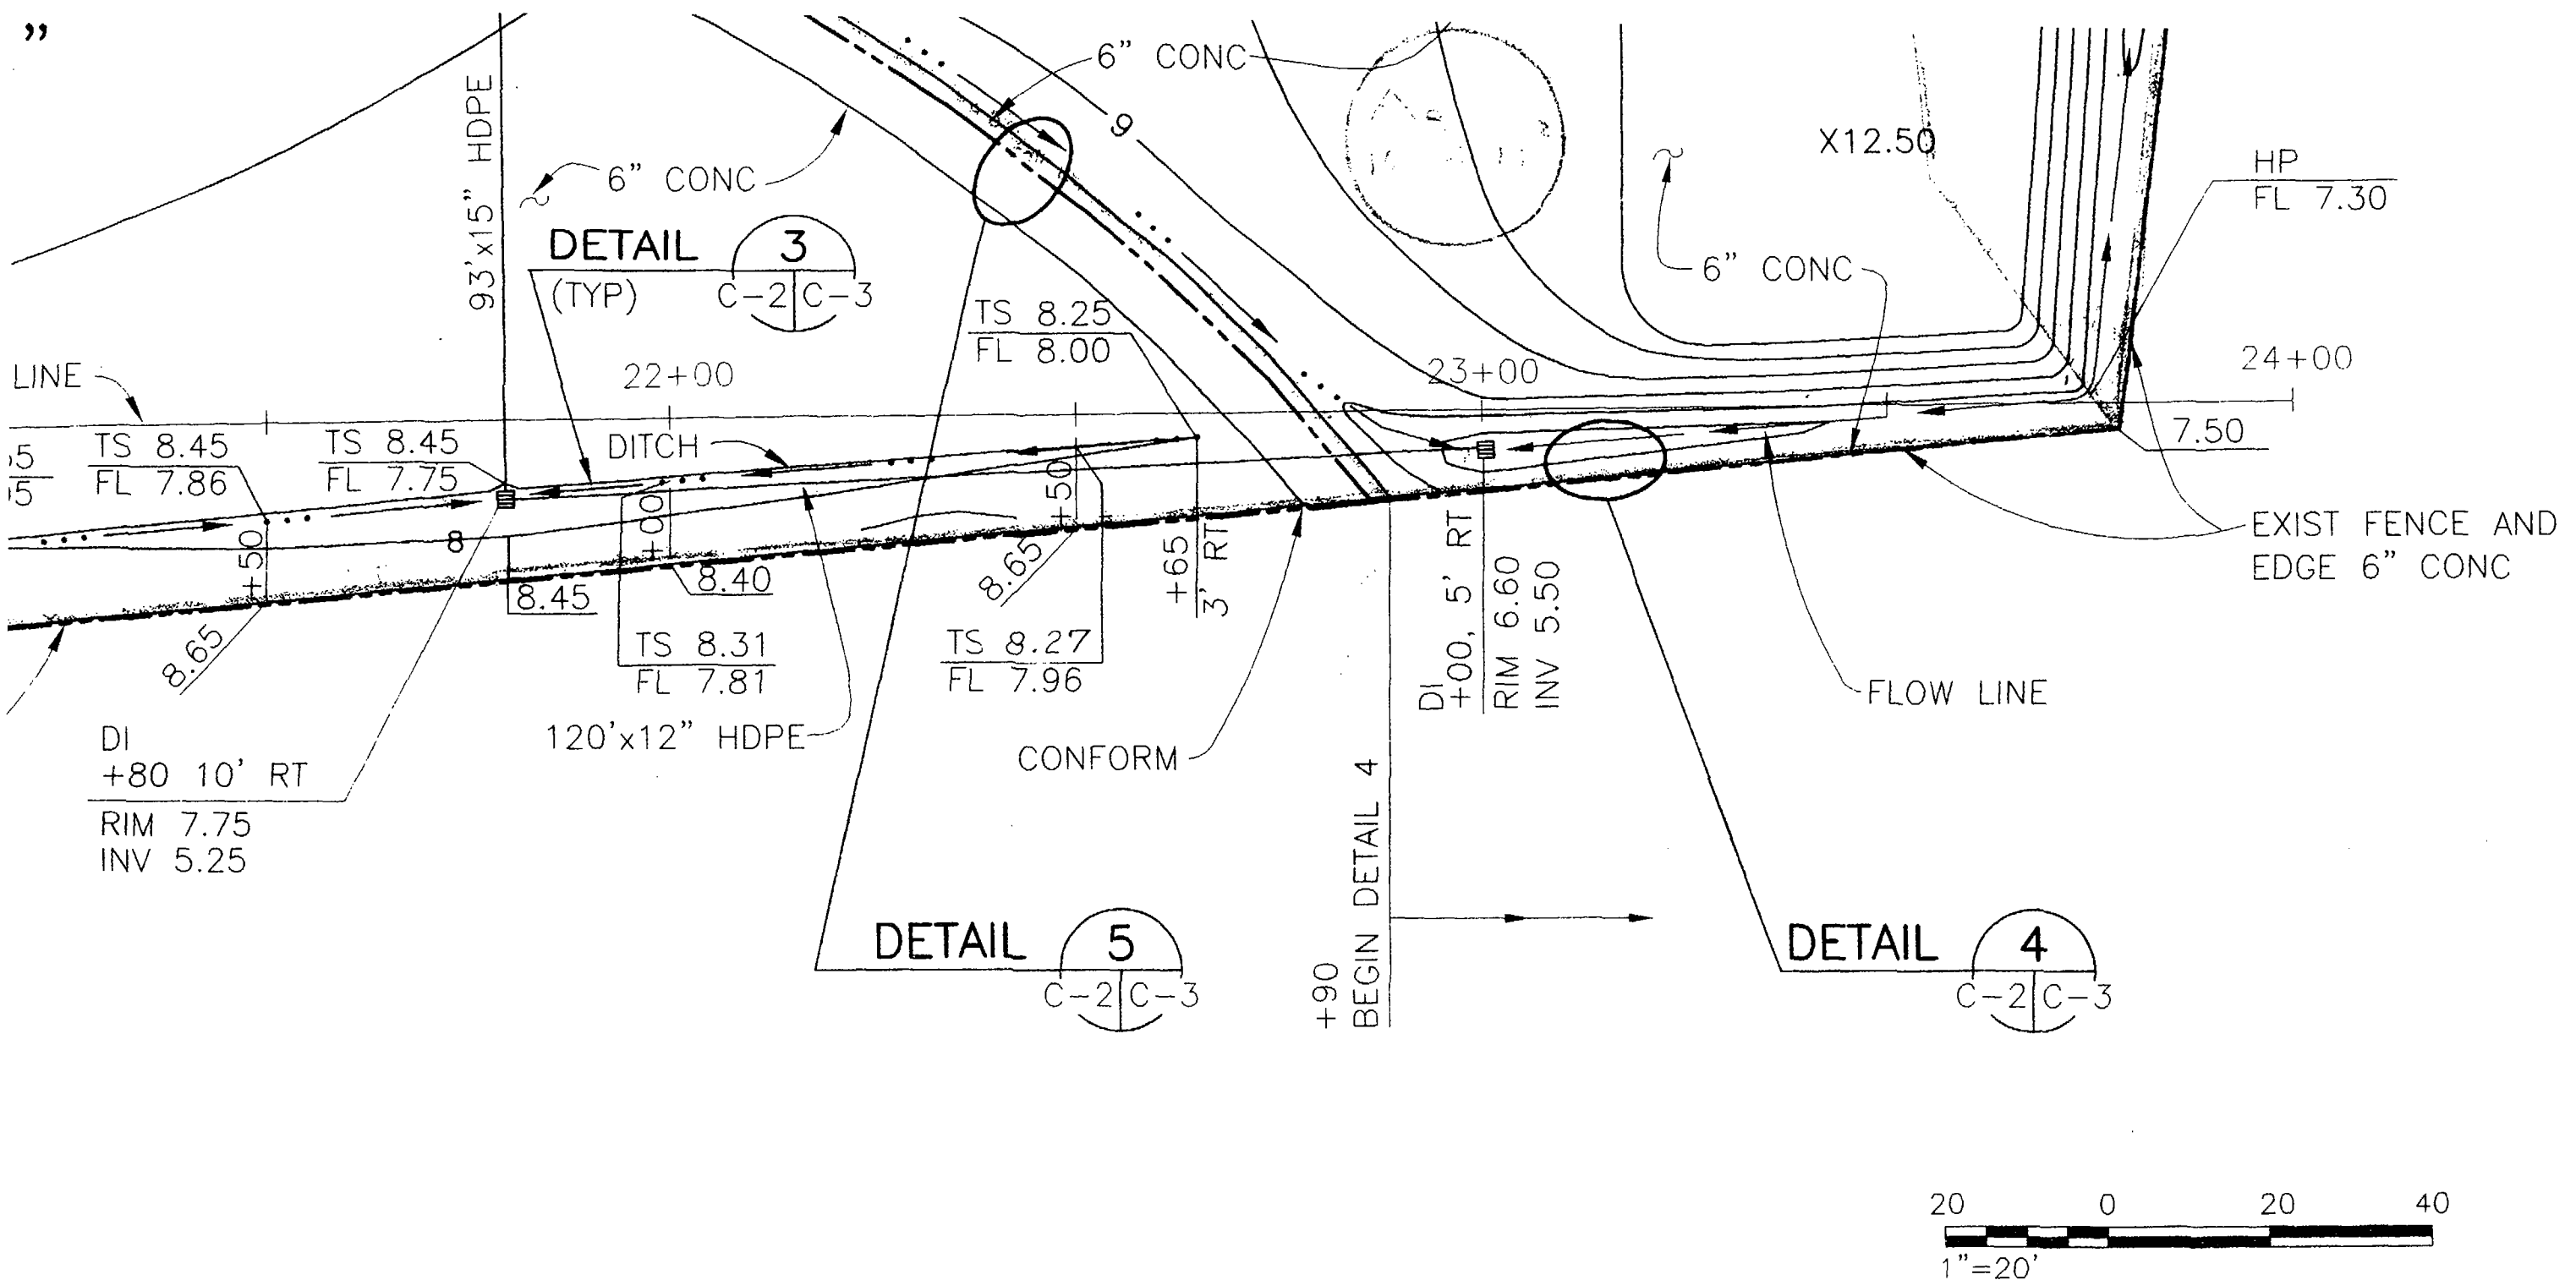 ”
6” CONC
93'x15” HDPE
9
X12.50
HP
FL 7.30
6” CONC
DETAIL 3
(TYP)
C-2 C-3
6” CONC
TS 8.25
FL 8.00
LINE
22+00
23+00
24+00
TS 8.45
FL 7.86
TS 8.45
FL 7.75
DITCH
7.50
8
+50
+00
+50
+65
3' RT
8.65
8.45
8.40
8.65
EXIST FENCE AND
EDGE 6” CONC
TS 8.31
FL 7.81
TS 8.27
FL 7.96
DI
+00, 5' RT
RIM 6.60
INV 5.50
FLOW LINE
120'x12” HDPE
CONFORM
DI
+80 10' RT
RIM 7.75
INV 5.25
+90
BEGIN DETAIL 4
DETAIL 5
C-2 C-3
DETAIL 4
C-2 C-3
20 0 20 40
1”=20'